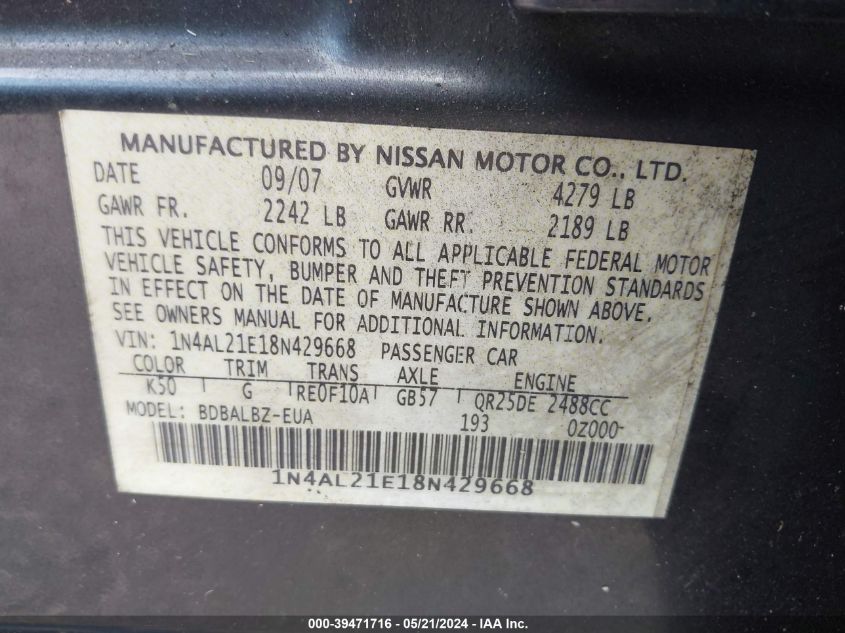 MANUFACTURED BY NISSAN MOTOR CO., LTD.
DATE 09/07 GVWR 4279 LB
GAWR FR. 2242 LB GAWR RR. 2189 LB
THIS VEHICLE CONFORMS TO ALL APPLICABLE FEDERAL MOTOR
VEHICLE SAFETY, BUMPER AND THEFT PREVENTION STANDARDS
IN EFFECT ON THE DATE OF MANUFACTURE SHOWN ABOVE.
SEE OWNERS MANUAL FOR ADDITIONAL INFORMATION.
VIN: 1N4AL21E18N429668 PASSENGER CAR
COLOR TRIM TRANS AXLE ENGINE
K50 G RE0F10A GB57 QR25DE 2488CC
MODEL: BDBALBZ-EUA 193 0Z000-
1N4AL21E18N429668
000-39471716 - 05/21/2024 - IAA Inc.